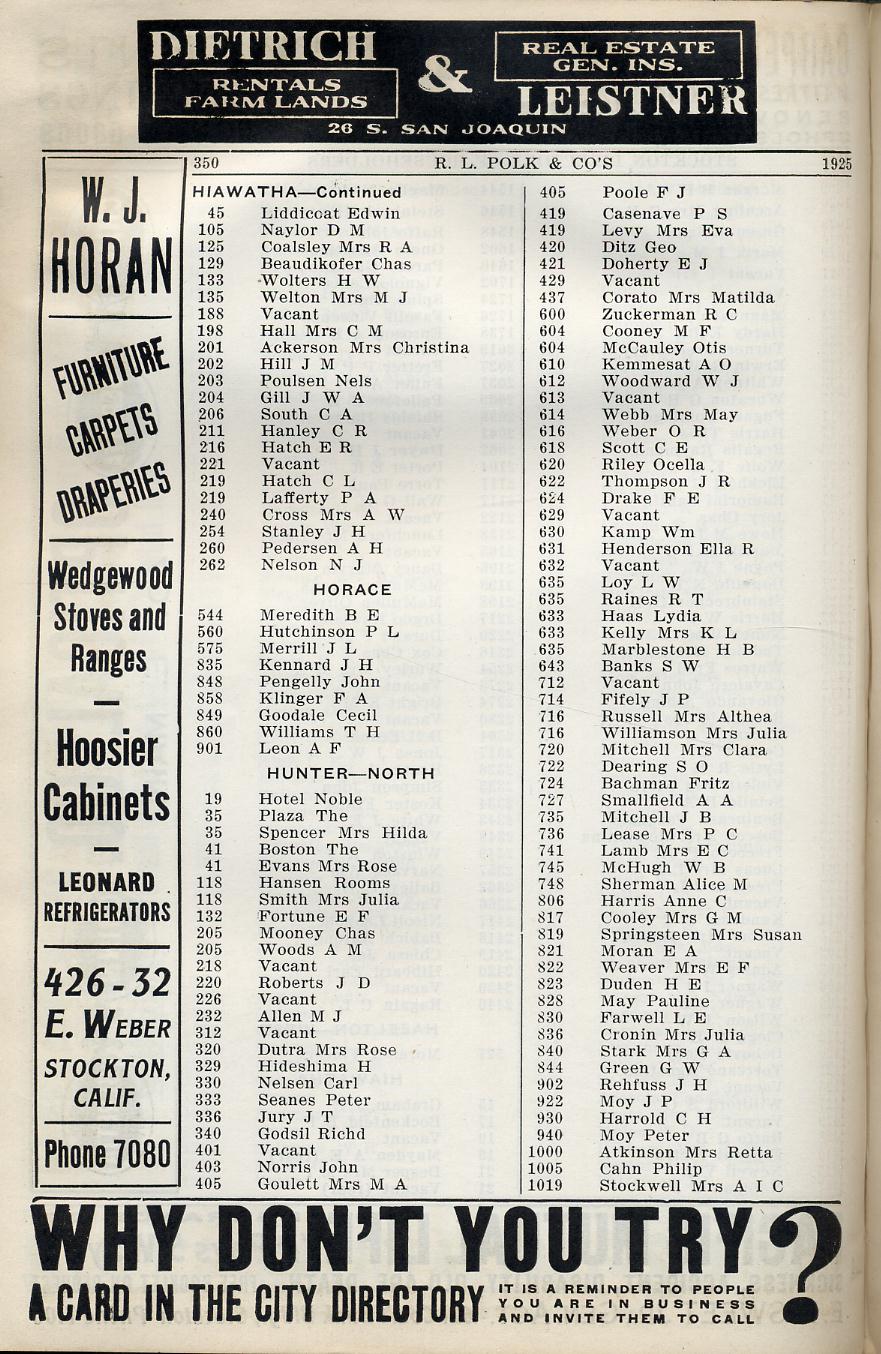 DIETRICH
RENTALS
FARM LANDS
&
REAL ESTATE
GEN. INS.
LEISTNER
26 S. SAN JOAQUIN
350 R. L. POLK & CO'S 1925
W. J.
HORAN
FURNITURE
CARPETS
DRAPERIES
Wedgewood
Stoves and
Ranges
—
Hoosier
Cabinets
—
LEONARD
REFRIGERATORS
426-32
E. WEBER
STOCKTON,
CALIF.
Phone 7080
HIAWATHA—Continued
45 Liddicoat Edwin
105 Naylor D M
125 Coalsley Mrs R A
129 Beaudikofer Chas
133 Wolters H W
135 Welton Mrs M J
188 Vacant
198 Hall Mrs C M
201 Ackerson Mrs Christina
202 Hill J M
203 Poulsen Nels
204 Gill J W A
206 South C A
211 Hanley C R
216 Hatch E R
221 Vacant
219 Hatch C L
219 Lafferty P A
240 Cross Mrs A W
254 Stanley J H
260 Pedersen A H
262 Nelson N J
HORACE
544 Meredith B E
560 Hutchinson P L
575 Merrill J L
835 Kennard J H
848 Pengelly John
858 Klinger F A
849 Goodale Cecil
860 Williams T H
901 Leon A F
HUNTER—NORTH
19 Hotel Noble
35 Plaza The
35 Spencer Mrs Hilda
41 Boston The
41 Evans Mrs Rose
118 Hansen Rooms
118 Smith Mrs Julia
132 Fortune E F
205 Mooney Chas
205 Woods A M
218 Vacant
220 Roberts J D
226 Vacant
232 Allen M J
312 Vacant
320 Dutra Mrs Rose
329 Hideshima H
330 Nelsen Carl
333 Seanes Peter
336 Jury J T
340 Godsil Richd
401 Vacant
403 Norris John
405 Goulett Mrs M A
405 Poole F J
419 Casenave P S
419 Levy Mrs Eva
420 Ditz Geo
421 Doherty E J
429 Vacant
437 Corato Mrs Matilda
600 Zuckerman R C
604 Cooney M F
604 McCauley Otis
610 Kemmesat A O
612 Woodward W J
613 Vacant
614 Webb Mrs May
616 Weber O R
618 Scott C E
620 Riley Ocella
622 Thompson J R
624 Drake F E
629 Vacant
630 Kamp Wm
631 Henderson Ella R
632 Vacant
635 Loy L W
635 Raines R T
633 Haas Lydia
633 Kelly Mrs K L
635 Marblestone H B
643 Banks S W
712 Vacant
714 Fifely J P
716 Russell Mrs Althea
716 Williamson Mrs Julia
720 Mitchell Mrs Clara
722 Dearing S O
724 Bachman Fritz
727 Smallfield A A
735 Mitchell J B
736 Lease Mrs P C
741 Lamb Mrs E C
745 McHugh W B
748 Sherman Alice M
806 Harris Anne C
817 Cooley Mrs G M
819 Springsteen Mrs Susan
821 Moran E A
822 Weaver Mrs E F
823 Duden H E
828 May Pauline
830 Farwell L E
836 Cronin Mrs Julia
840 Stark Mrs G A
844 Green G W
902 Rehfuss J H
922 Moy J P
930 Harrold C H
940 Moy Peter
1000 Atkinson Mrs Retta
1005 Cahn Philip
1019 Stockwell Mrs A I C
WHY DON'T YOU TRY?
A CARD IN THE CITY DIRECTORY
IT IS A REMINDER TO PEOPLE
YOU ARE IN BUSINESS
AND INVITE THEM TO CALL